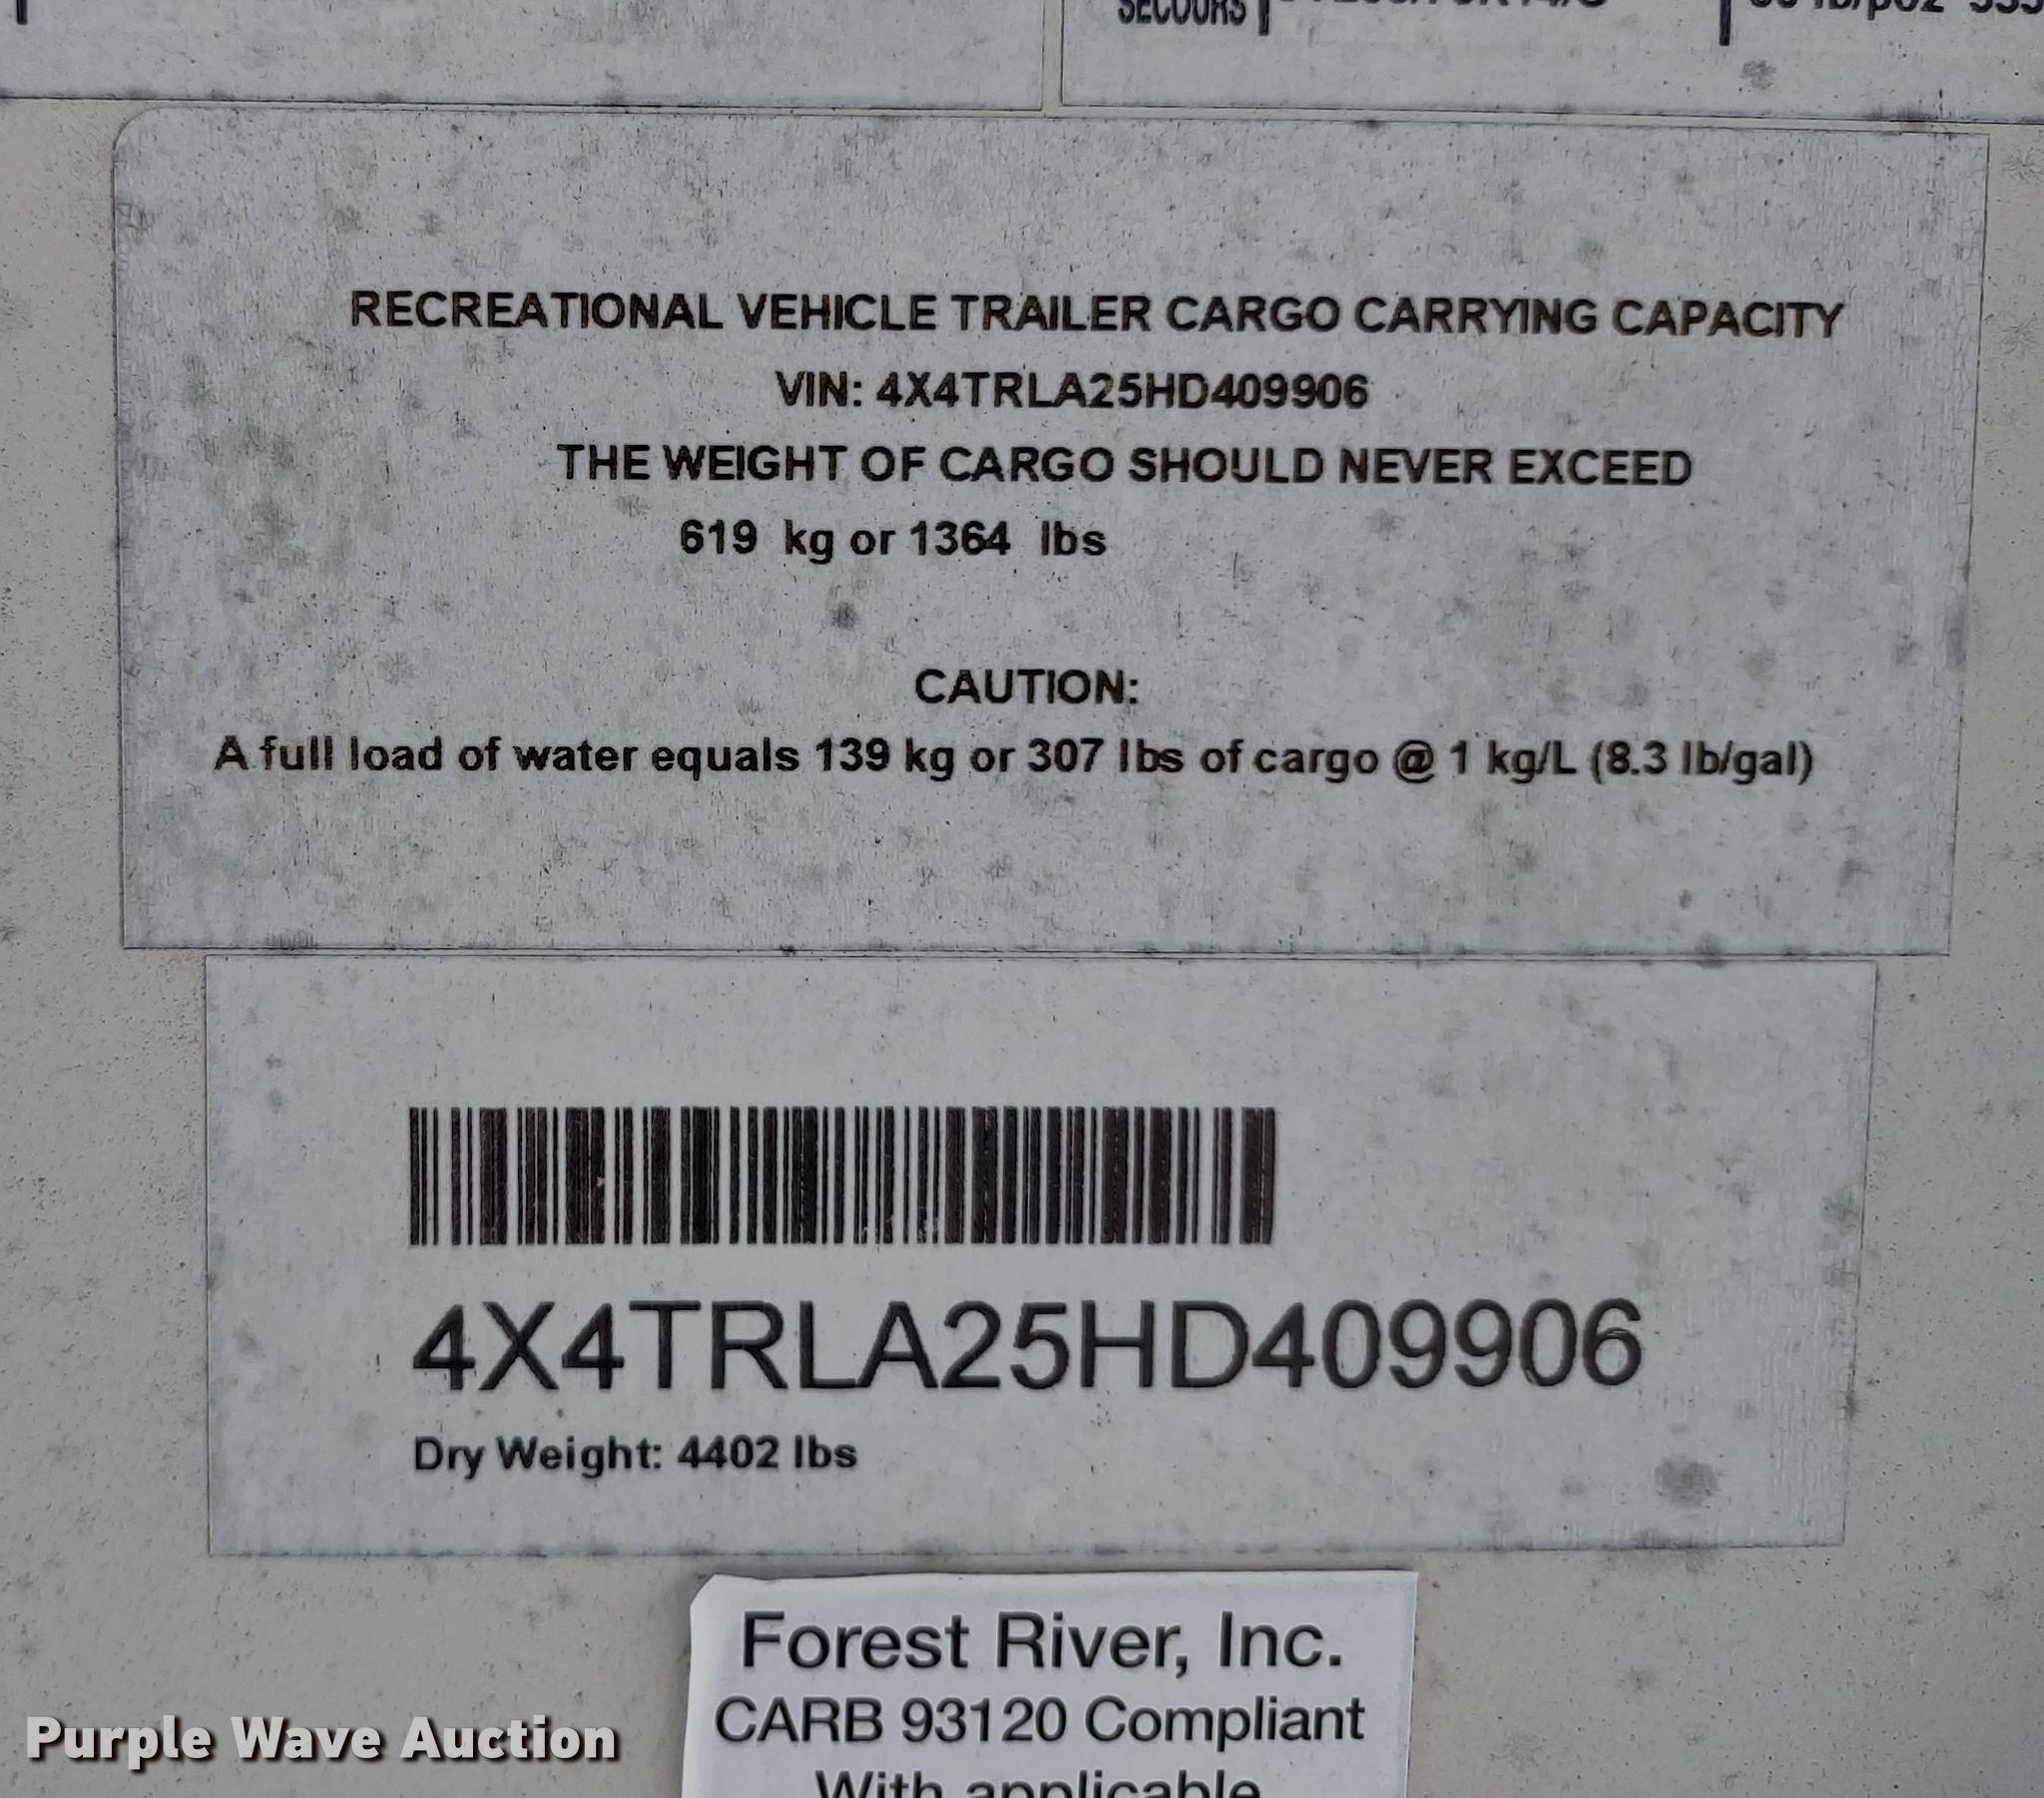 SECOURS
RECREATIONAL VEHICLE TRAILER CARGO CARRYING CAPACITY
VIN: 4X4TRLA25HD409906
THE WEIGHT OF CARGO SHOULD NEVER EXCEED
619 kg or 1364 lbs
CAUTION:
A full load of water equals 139 kg or 307 lbs of cargo @ 1 kg/L (8.3 lb/gal)
4X4TRLA25HD409906
Dry Weight: 4402 lbs
Forest River, Inc.
CARB 93120 Compliant
With applicable
Purple Wave Auction